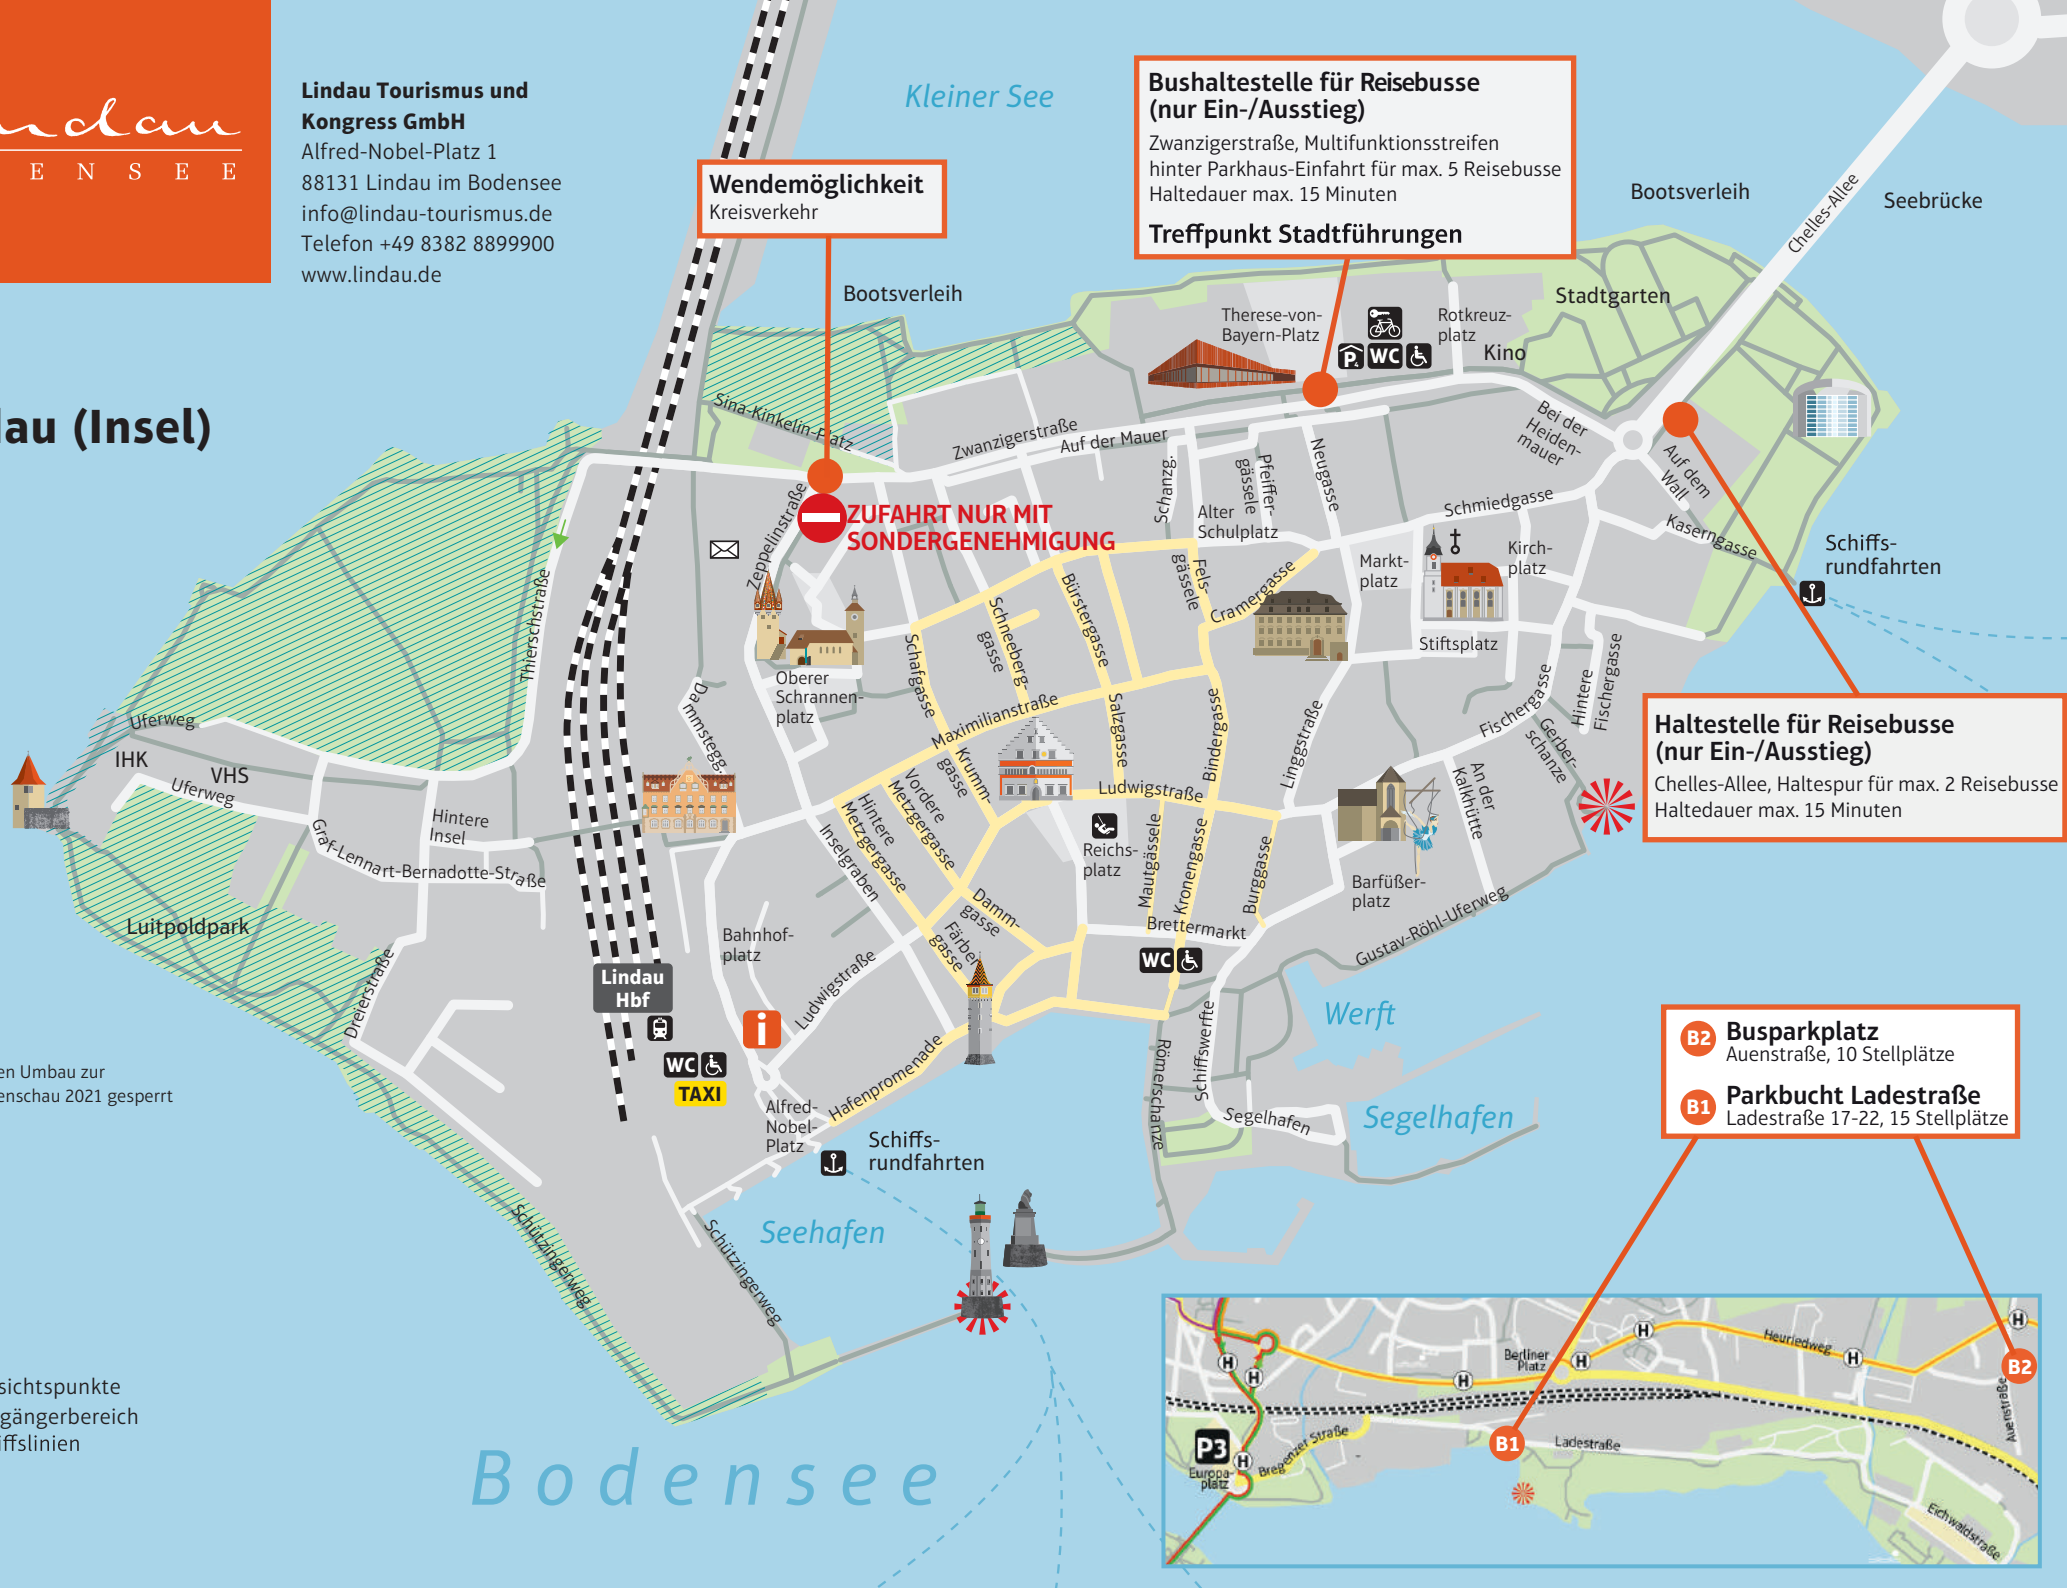 ENSEE
Lindau Tourismus und
Kongress GmbH
Alfred-Nobel-Platz 1
88131 Lindau im Bodensee
info@lindau-tourismus.de
Telefon +49 8382 8899900
www.lindau.de
(Insel)
Kleiner See
Wendemöglichkeit
Kreisverkehr
Bushaltestelle für Reisebusse
(nur Ein-/Ausstieg)
Zwanzigerstraße, Multifunktionsstreifen
hinter Parkhaus-Einfahrt für max. 5 Reisebusse
Haltedauer max. 15 Minuten
Treffpunkt Stadtführungen
Bootsverleih
Seebrücke
Chelles-Allee
Bootsverleih
Stadtgarten
Therese-von-
Bayern-Platz
Rotkreuz-
platz
Kino
P4
WC
Sina-Kinkelin-Platz
Zwanzigerstraße
Auf der Mauer
Bei der
Heiden-
mauer
Auf dem
Wall
Zeppelinstraße
ZUFAHRT NUR MIT
SONDERGENEHMIGUNG
Schanzg.
Pfeiffer-
gässele
Neugasse
Alter
Schulplatz
Schmiedgasse
Kaserngasse
Schiffs-
rundfahrten
Markt-
platz
Kirch-
platz
Stiftsplatz
Fels-
gässele
Cramergasse
Bürstergasse
Schneeberg-
gasse
Schafgasse
Thierschstraße
Oberer
Schrannen-
platz
Dammstegg.
Maximilianstraße
Salzgasse
Bindergasse
Linggstraße
Fischergasse
Hintere
Fischergasse
Gerber-
schanze
An der
Kalkhütte
Haltestelle für Reisebusse
(nur Ein-/Ausstieg)
Chelles-Allee, Haltespur für max. 2 Reisebusse
Haltedauer max. 15 Minuten
Uferweg
IHK
VHS
Uferweg
Hintere
Insel
Graf-Lennart-Bernadotte-Straße
Luitpoldpark
Dreierstraße
Krumm-
gasse
Vordere
Metzgergasse
Hintere
Metzgergasse
Inselgraben
Ludwigstraße
Reichs-
platz
Mautgässele
Kronengasse
Burggasse
Barfüßer-
platz
Brettermarkt
WC
Gustav-Röhl-Uferweg
Damm-
gasse
Färber-
gasse
Bahnhof-
platz
Ludwigstraße
Lindau
Hbf
WC
TAXI
i
Hafenpromenade
Alfred-
Nobel-
Platz
Schiffs-
rundfahrten
Seehafen
Römerschanze
Schiffswerfte
Segelhafen
Werft
Segelhafen
Schützingerweg
Schützingerweg
Umbau zur
2021 gesperrt
Bodensee
B2 Busparkplatz
Auenstraße, 10 Stellplätze
B1 Parkbucht Ladestraße
Ladestraße 17-22, 15 Stellplätze
Berliner
Platz
Heuriedweg
H
H
H
H
H
H
H
H
B2
Auenstraße
B1
Ladestraße
P3
Europa-
platz
Bregenzer Straße
Eichwaldstraße